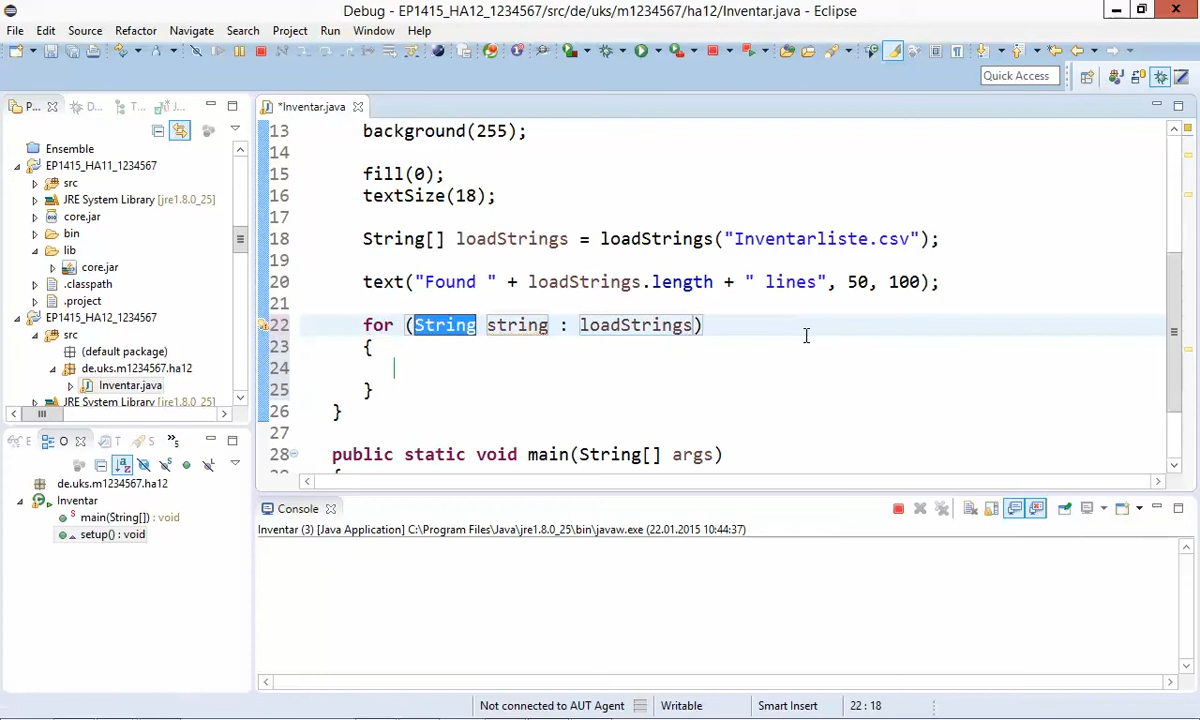 Debug - EP1415_HA12_1234567/src/de/uks/m1234567/ha12/Inventar.java - Eclipse
File Edit Source Refactor Navigate Search Project Run Window Help
Quick Access
P... D... T... J...
*Inventar.java
Ensemble
EP1415_HA11_1234567
src
JRE System Library [jre1.8.0_25]
core.jar
bin
lib
core.jar
.classpath
.project
EP1415_HA12_1234567
src
(default package)
de.uks.m1234567.ha12
Inventar.java
JRE System Library [jre1.8.0_25]
13 background(255);
14
15 fill(0);
16 textSize(18);
17
18 String[] loadStrings = loadStrings("Inventarliste.csv");
19
20 text("Found " + loadStrings.length + " lines", 50, 100);
21
22 for (String string : loadStrings)
23 {
24
25 }
26 }
27
28 public static void main(String[] args)
E O T S »5
de.uks.m1234567.ha12
Inventar
main(String[]) : void
setup() : void
Console
Inventar (3) [Java Application] C:\Program Files\Java\jre1.8.0_25\bin\javaw.exe (22.01.2015 10:44:37)
Not connected to AUT Agent Writable Smart Insert 22 : 18